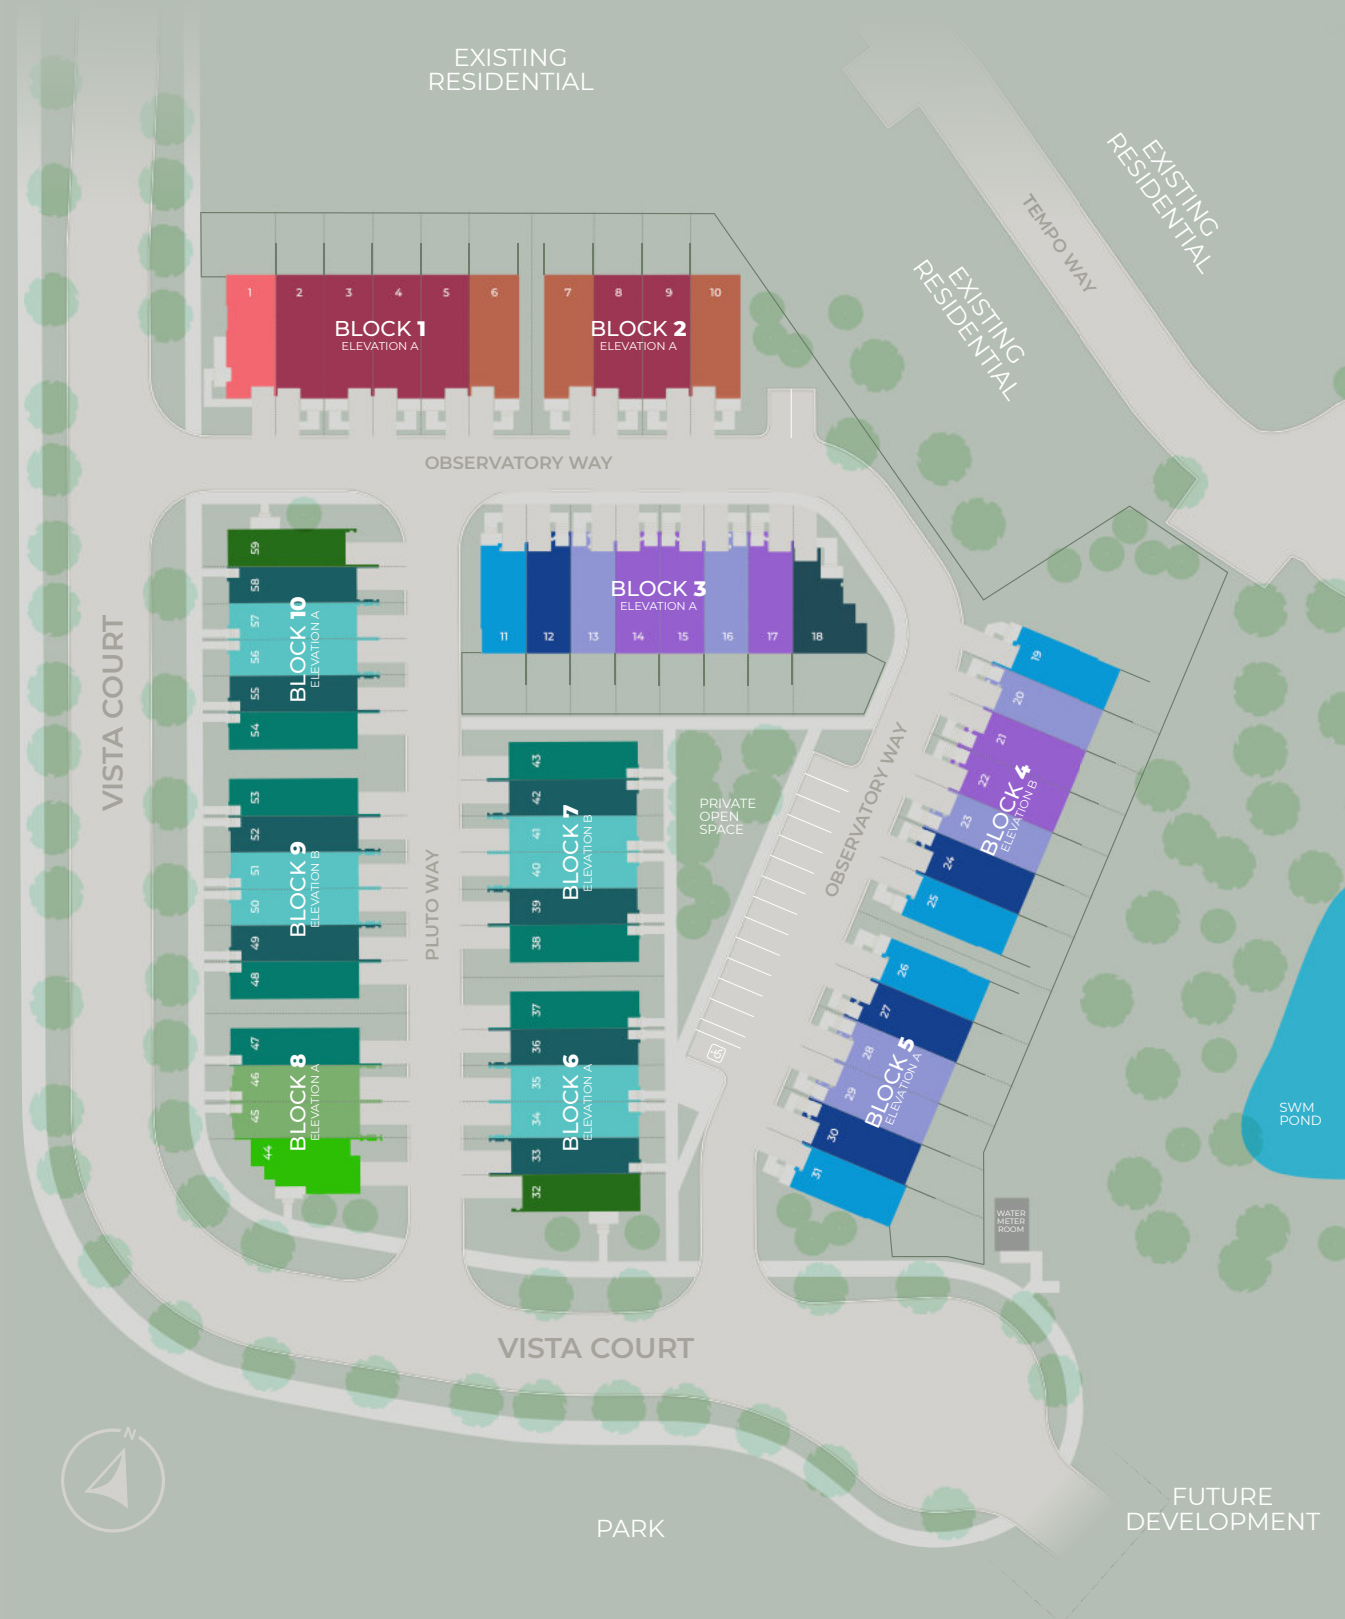 EXISTING
RESIDENTIAL
EXISTING
RESIDENTIAL
TEMPO WAY
EXISTING
RESIDENTIAL
1 2 3 4 5 6
BLOCK 1
ELEVATION A
7 8 9 10
BLOCK 2
ELEVATION A
OBSERVATORY WAY
VISTA COURT
59
58
57
56
55
54
BLOCK 10
ELEVATION A
BLOCK 3
ELEVATION A
11 12 13 14 15 16 17 18
19
20
21
22
23
24
25
BLOCK 4
ELEVATION B
OBSERVATORY WAY
53
52
51
50
49
48
BLOCK 9
ELEVATION B
PLUTO WAY
43
42
41
40
39
38
BLOCK 7
ELEVATION B
PRIVATE
OPEN
SPACE
26
27
28
29
30
31
BLOCK 5
ELEVATION A
47
46
45
44
BLOCK 8
ELEVATION A
37
36
35
34
33
32
BLOCK 6
ELEVATION A
SWM
POND
WATER
METER
ROOM
VISTA COURT
N
PARK
FUTURE
DEVELOPMENT